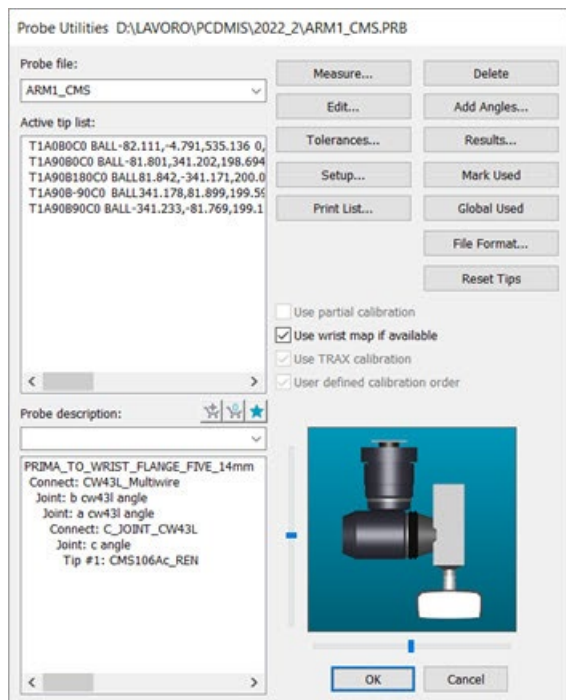 Probe Utilities D:\LAVORO\PCDMIS\2022_2\ARM1_CMS.PRB
Probe file:
ARM1_CMS
Active tip list:
T1A0B0C0 BALL-82.111,-4.791,535.136 0,
T1A90B0C0 BALL-81.801,341.202,198.694
T1A90B180C0 BALL81.842,-341.171,200.0
T1A90B-90C0 BALL341.178,81.899,199.59
T1A90B90C0 BALL-341.233,-81.769,199.1
Measure...
Delete
Edit...
Add Angles...
Tolerances...
Results...
Setup...
Mark Used
Print List...
Global Used
File Format...
Reset Tips
Use partial calibration
Use wrist map if available
Use TRAX calibration
User defined calibration order
Probe description:
PRIMA_TO_WRIST_FLANGE_FIVE_14mm
Connect: CW43L_Multiwire
Joint: b cw43l angle
Joint: a cw43l angle
Connect: C_JOINT_CW43L
Joint: c angle
Tip #1: CMS106Ac_REN
OK
Cancel